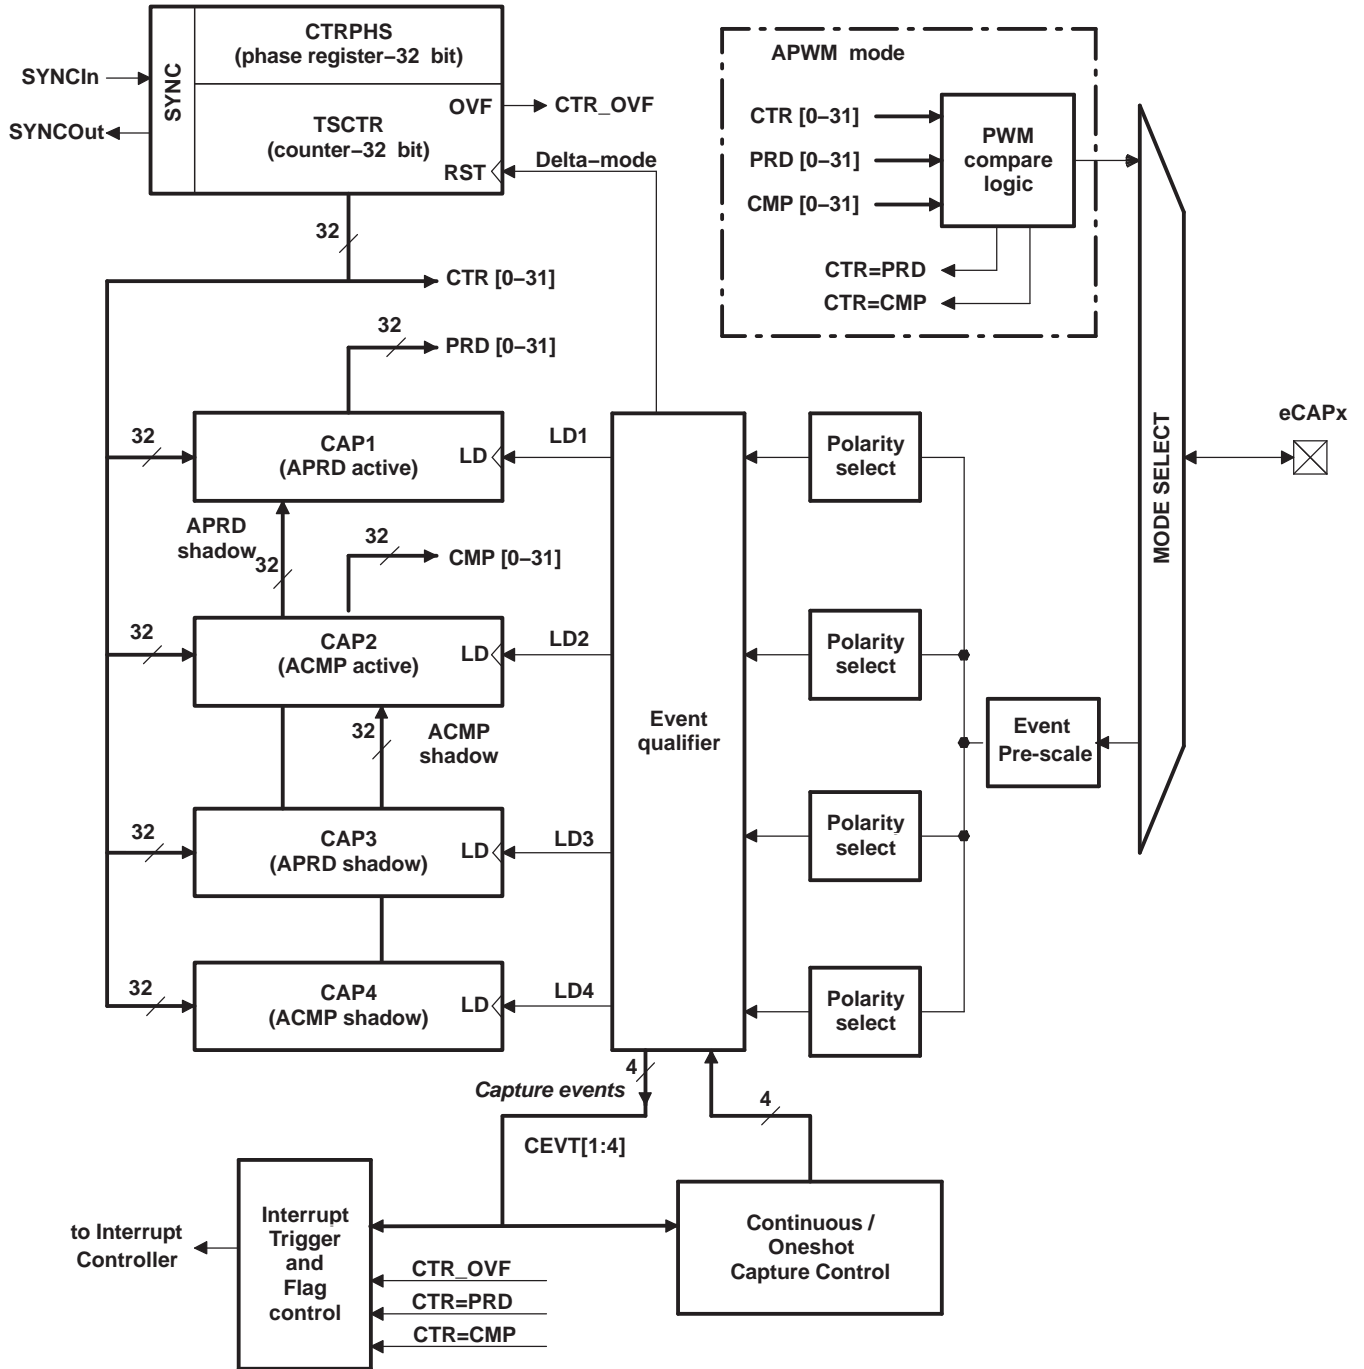 CTRPHS
(phase register−32 bit)
SYNCIn
SYNC
SYNCOut
OVF
CTR_OVF
TSCTR
(counter−32 bit)
RST
Delta−mode
32
CTR [0−31]
32
PRD [0−31]
APWM mode
CTR [0−31]
PRD [0−31]
CMP [0−31]
PWM
compare
logic
CTR=PRD
CTR=CMP
MODE SELECT
eCAPx
32
CAP1
(APRD active)
LD
LD1
Polarity
select
APRD
shadow
32
32
CMP [0−31]
32
CAP2
(ACMP active)
LD
LD2
Polarity
select
32
ACMP
shadow
Event
qualifier
Event
Pre-scale
32
CAP3
(APRD shadow)
LD
LD3
Polarity
select
32
CAP4
(ACMP shadow)
LD
LD4
Polarity
select
4
Capture events
4
CEVT[1:4]
to Interrupt
Controller
Interrupt
Trigger
and
Flag
control
CTR_OVF
CTR=PRD
CTR=CMP
Continuous /
Oneshot
Capture Control